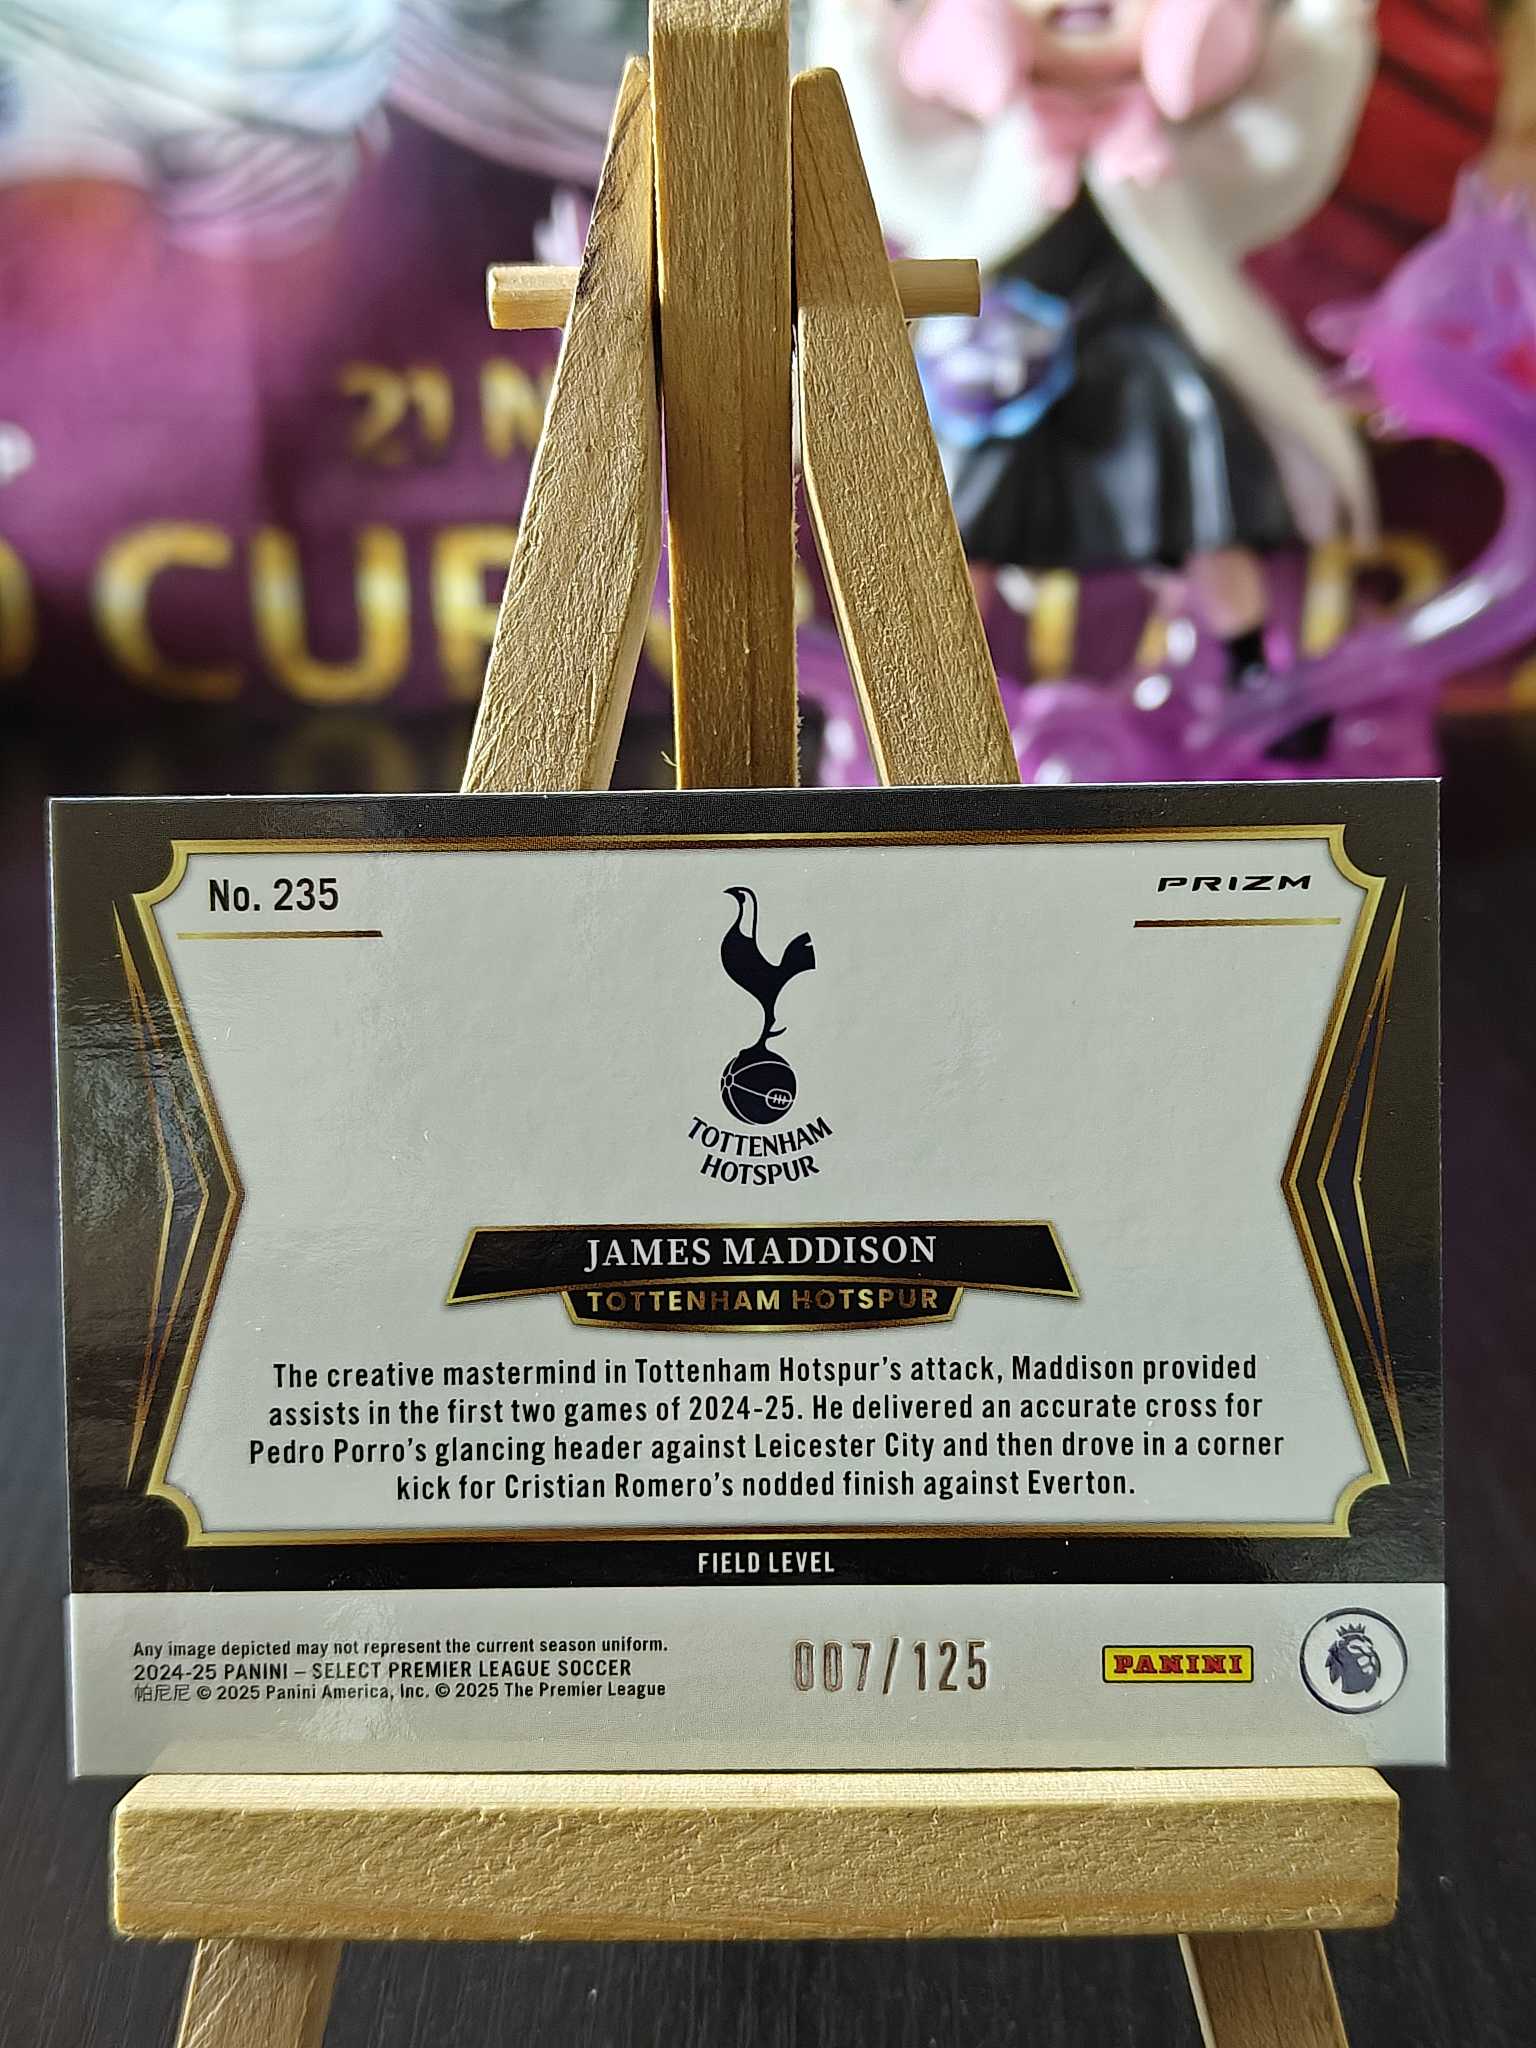 21 N
CUP
No. 235
PRIZM
TOTTENHAM
HOTSPUR
JAMES MADDISON
TOTTENHAM HOTSPUR
The creative mastermind in Tottenham Hotspur's attack, Maddison provided
assists in the first two games of 2024-25. He delivered an accurate cross for
Pedro Porro's glancing header against Leicester City and then drove in a corner
kick for Cristian Romero's nodded finish against Everton.
FIELD LEVEL
Any image depicted may not represent the current season uniform.
2024-25 PANINI – SELECT PREMIER LEAGUE SOCCER
帕尼尼 © 2025 Panini America, Inc. © 2025 The Premier League
007/125
PANINI